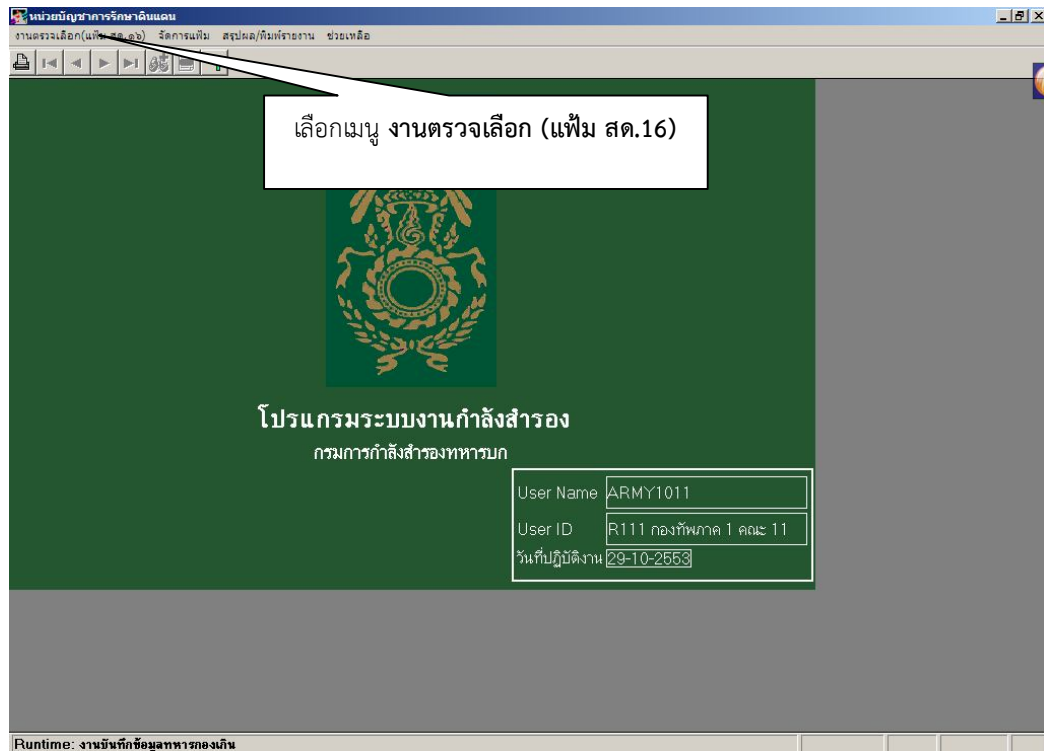 หน่วยบัญชาการรักษาดินแดน
งานตรวจเลือก(แฟ้ม สด.๑๖) จัดการแฟ้ม สรุปผล/พิมพ์รายงาน ช่วยเหลือ
เลือกเมนู งานตรวจเลือก (แฟ้ม สด.16)
โปรแกรมระบบงานกำลังสำรอง
กรมการกำลังสำรองทหารบก
User Name ARMY1011
User ID R111 กองทัพภาค 1 คณะ 11
วันที่ปฏิบัติงาน 29-10-2553
Runtime: งานบันทึกข้อมูลทหารกองเกิน